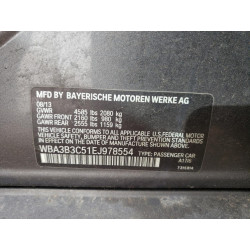 MFD BY BAYERISCHE MOTOREN WERKE AG
08/13
GVWR 4585 lbs 2080 kg
GAWR FRONT 2160 lbs 980 kg
GAWR REAR 2555 lbs 1159 kg
THIS VEHICLE CONFORMS TO ALL APPLICABLE
FEDERAL MOTOR VEHICLE SAFETY, BUMPER, AND
THEFT PREVENTION STANDARDS IN EFFECT ON
THE DATE OF MANUFACTURE SHOWN ABOVE.
WBA3B3C51EJ978554 TYPE: PASSENGER CAR